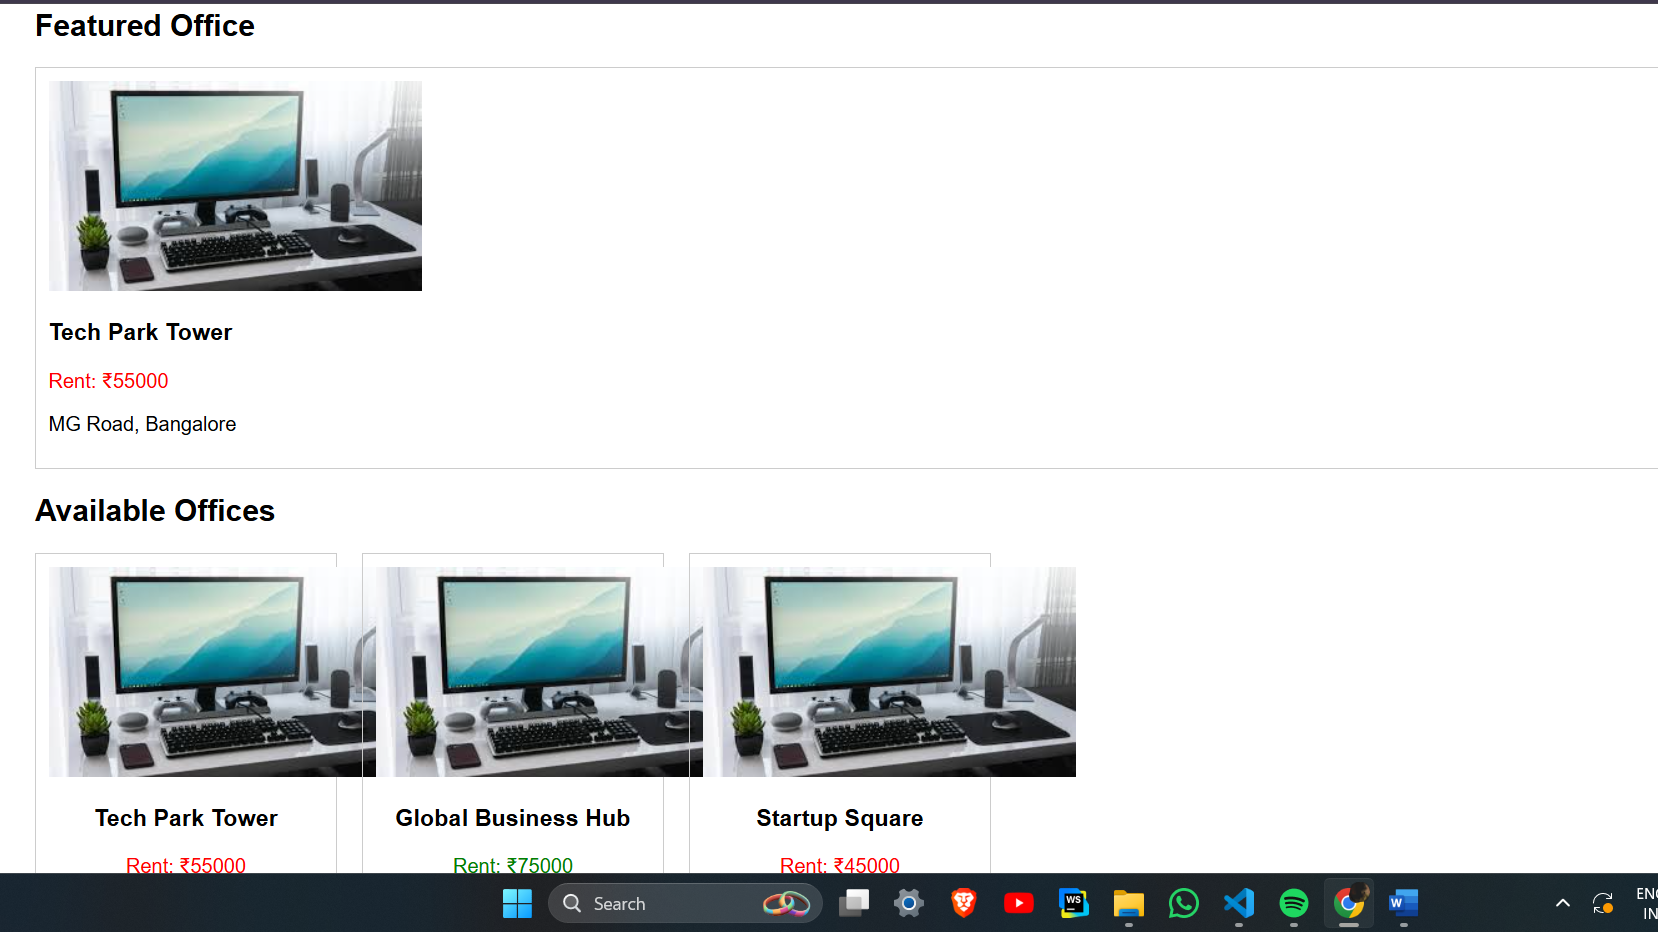 Featured Office
Tech Park Tower
Rent: ₹55000
MG Road, Bangalore
Available Offices
Tech Park Tower
Global Business Hub
Startup Square
Rent: ₹55000
Rent: ₹75000
Rent: ₹45000
Search
WS
W
ENG
IN